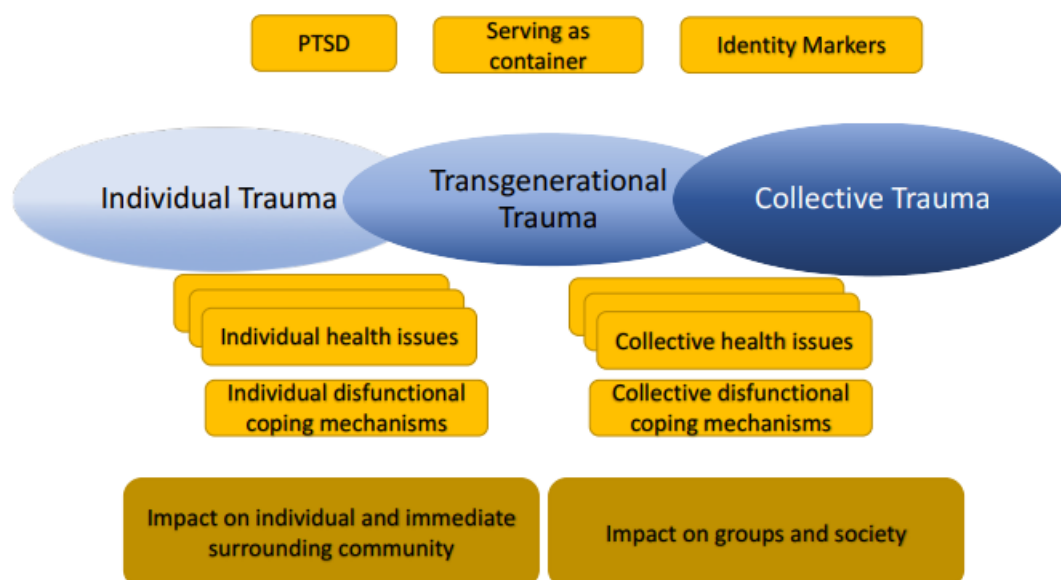 PTSD
Serving as
container
Identity Markers
Individual Trauma
Transgenerational
Trauma
Collective Trauma
Individual health issues
Collective health issues
Individual disfunctional
coping mechanisms
Collective disfunctional
coping mechanisms
Impact on individual and immediate
surrounding community
Impact on groups and society